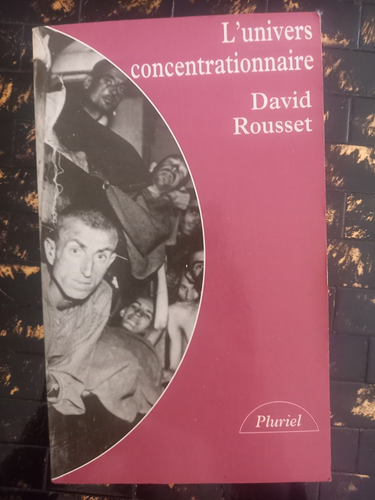 L'univers
concentrationnaire
David
Rousset
Pluriel